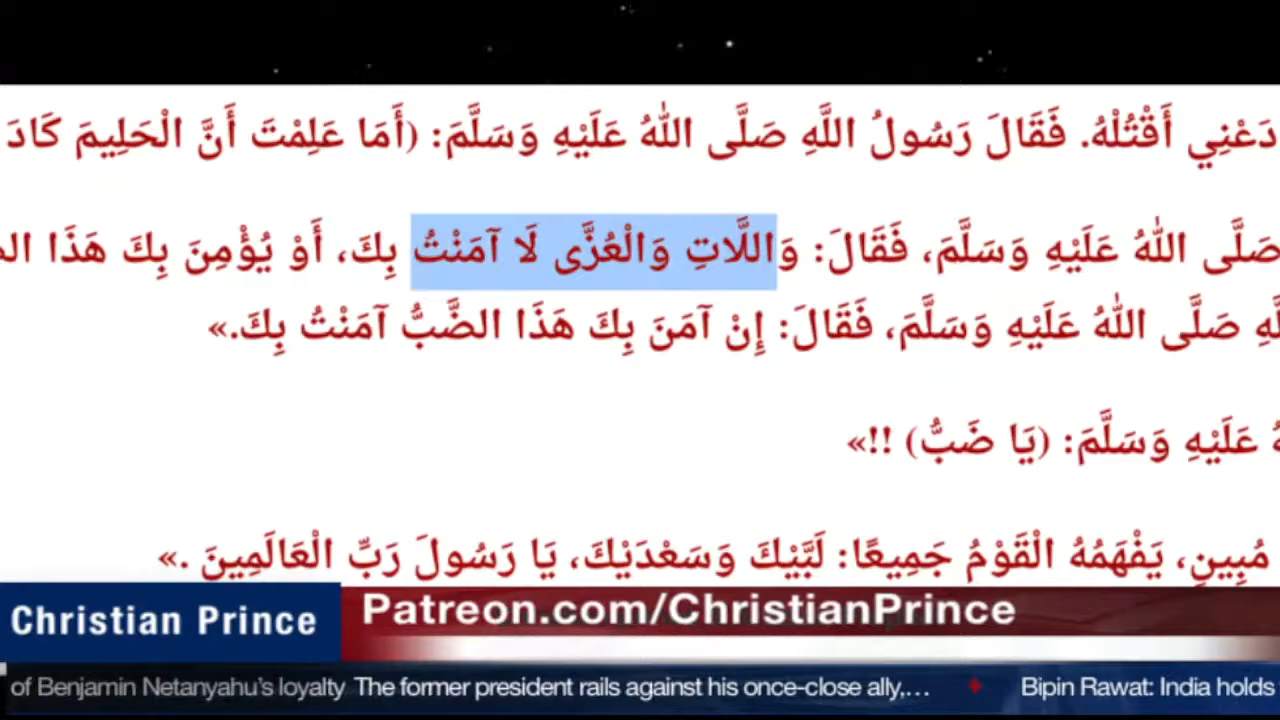 دَعْنِي أَقْتُلْهُ. فَقَالَ رَسُولُ اللَّهِ صَلَّى اللهُ عَلَيْهِ وَسَلَّمَ: (أَمَا عَلِمْتَ أَنَّ الْحَلِيمَ كَادَ
صَلَّى اللهُ عَلَيْهِ وَسَلَّمَ، فَقَالَ: وَاللَّاتِ وَالْعُزَّى لَا آمَنْتُ بِكَ، أَوْ يُؤْمِنَ بِكَ هَذَا
صَلَّى اللهُ عَلَيْهِ وَسَلَّمَ، فَقَالَ: إِنْ آمَنَ بِكَ هَذَا الضَّبُّ آمَنْتُ بِكَ.»
عَلَيْهِ وَسَلَّمَ: (يَا ضَبُّ) !!»
مُبِينٍ، يَفْهَمُهُ الْقَوْمُ جَمِيعًا: لَبَّيْكَ وَسَعْدَيْكَ، يَا رَسُولَ رَبِّ الْعَالَمِينَ .»
Christian Prince
Patreon.com/ChristianPrince
of Benjamin Netanyahu's loyalty The former president rails against his once-close ally,... Bipin Rawat: India holds